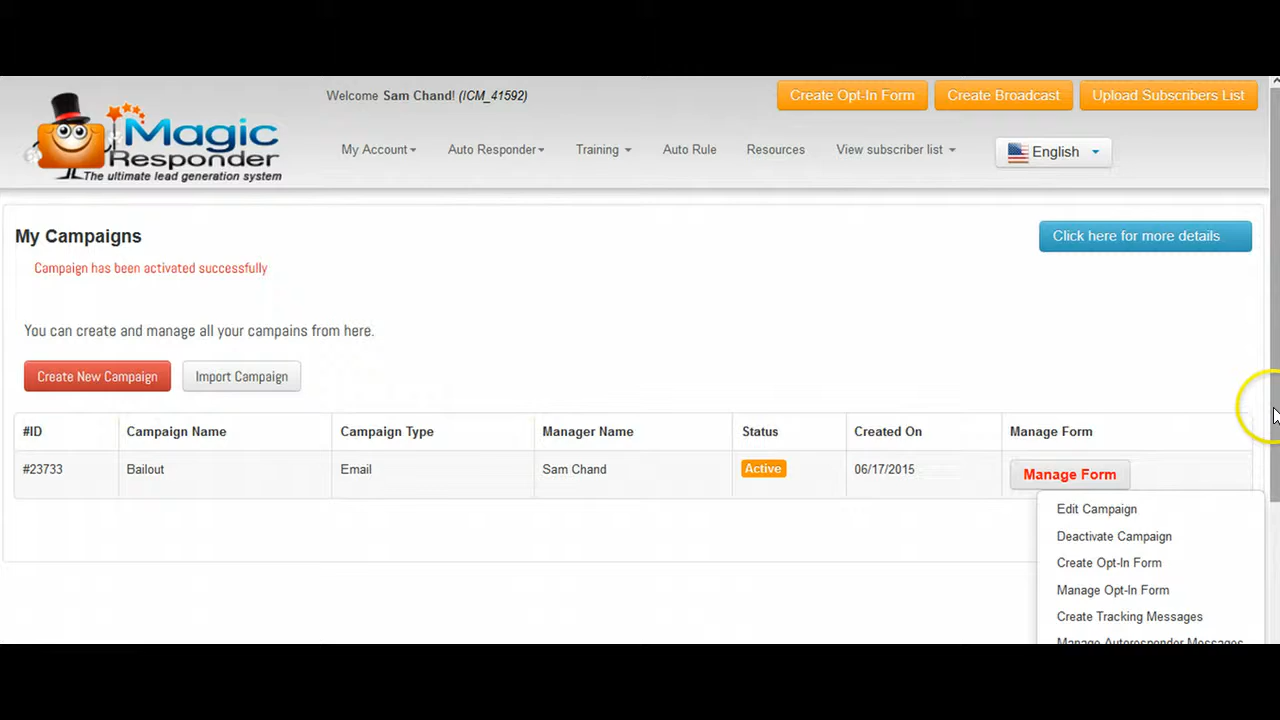 Welcome Sam Chand! (ICM_41592)
Create Opt-In Form
Create Broadcast
Upload Subscribers List
Magic
Responder
The ultimate lead generation system
My Account
Auto Responder
Training
Auto Rule
Resources
View subscriber list
English
My Campaigns
Click here for more details
Campaign has been activated successfully
You can create and manage all your campains from here.
Create New Campaign
Import Campaign
#ID Campaign Name Campaign Type Manager Name Status Created On Manage Form
#23733 Bailout Email Sam Chand Active 06/17/2015 Manage Form
Edit Campaign
Deactivate Campaign
Create Opt-In Form
Manage Opt-In Form
Create Tracking Messages
Manage Autoresponder Messages